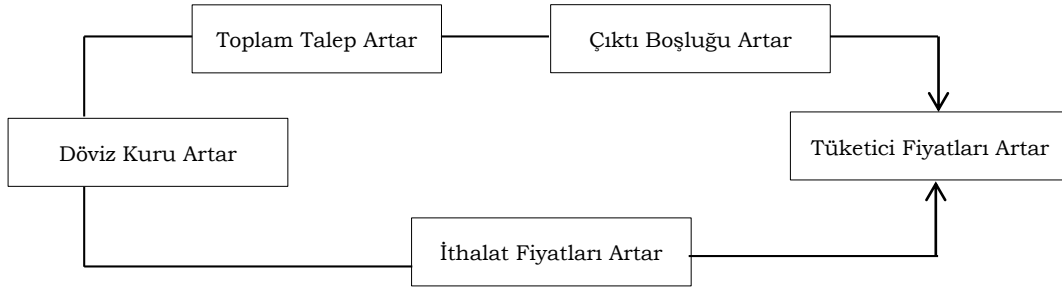 Toplam Talep Artar
Çıktı Boşluğu Artar
Döviz Kuru Artar
Tüketici Fiyatları Artar
İthalat Fiyatları Artar